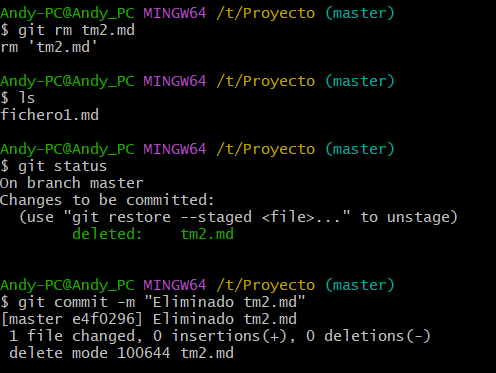 Andy-PC@Andy_PC MINGW64 /t/Proyecto (master)
$ git rm tm2.md
rm 'tm2.md'
Andy-PC@Andy_PC MINGW64 /t/Proyecto (master)
$ ls
fichero1.md
Andy-PC@Andy_PC MINGW64 /t/Proyecto (master)
$ git status
On branch master
Changes to be committed:
  (use "git restore --staged <file>..." to unstage)
        deleted:    tm2.md
Andy-PC@Andy_PC MINGW64 /t/Proyecto (master)
$ git commit -m "Eliminado tm2.md"
[master e4f0296] Eliminado tm2.md
 1 file changed, 0 insertions(+), 0 deletions(-)
 delete mode 100644 tm2.md